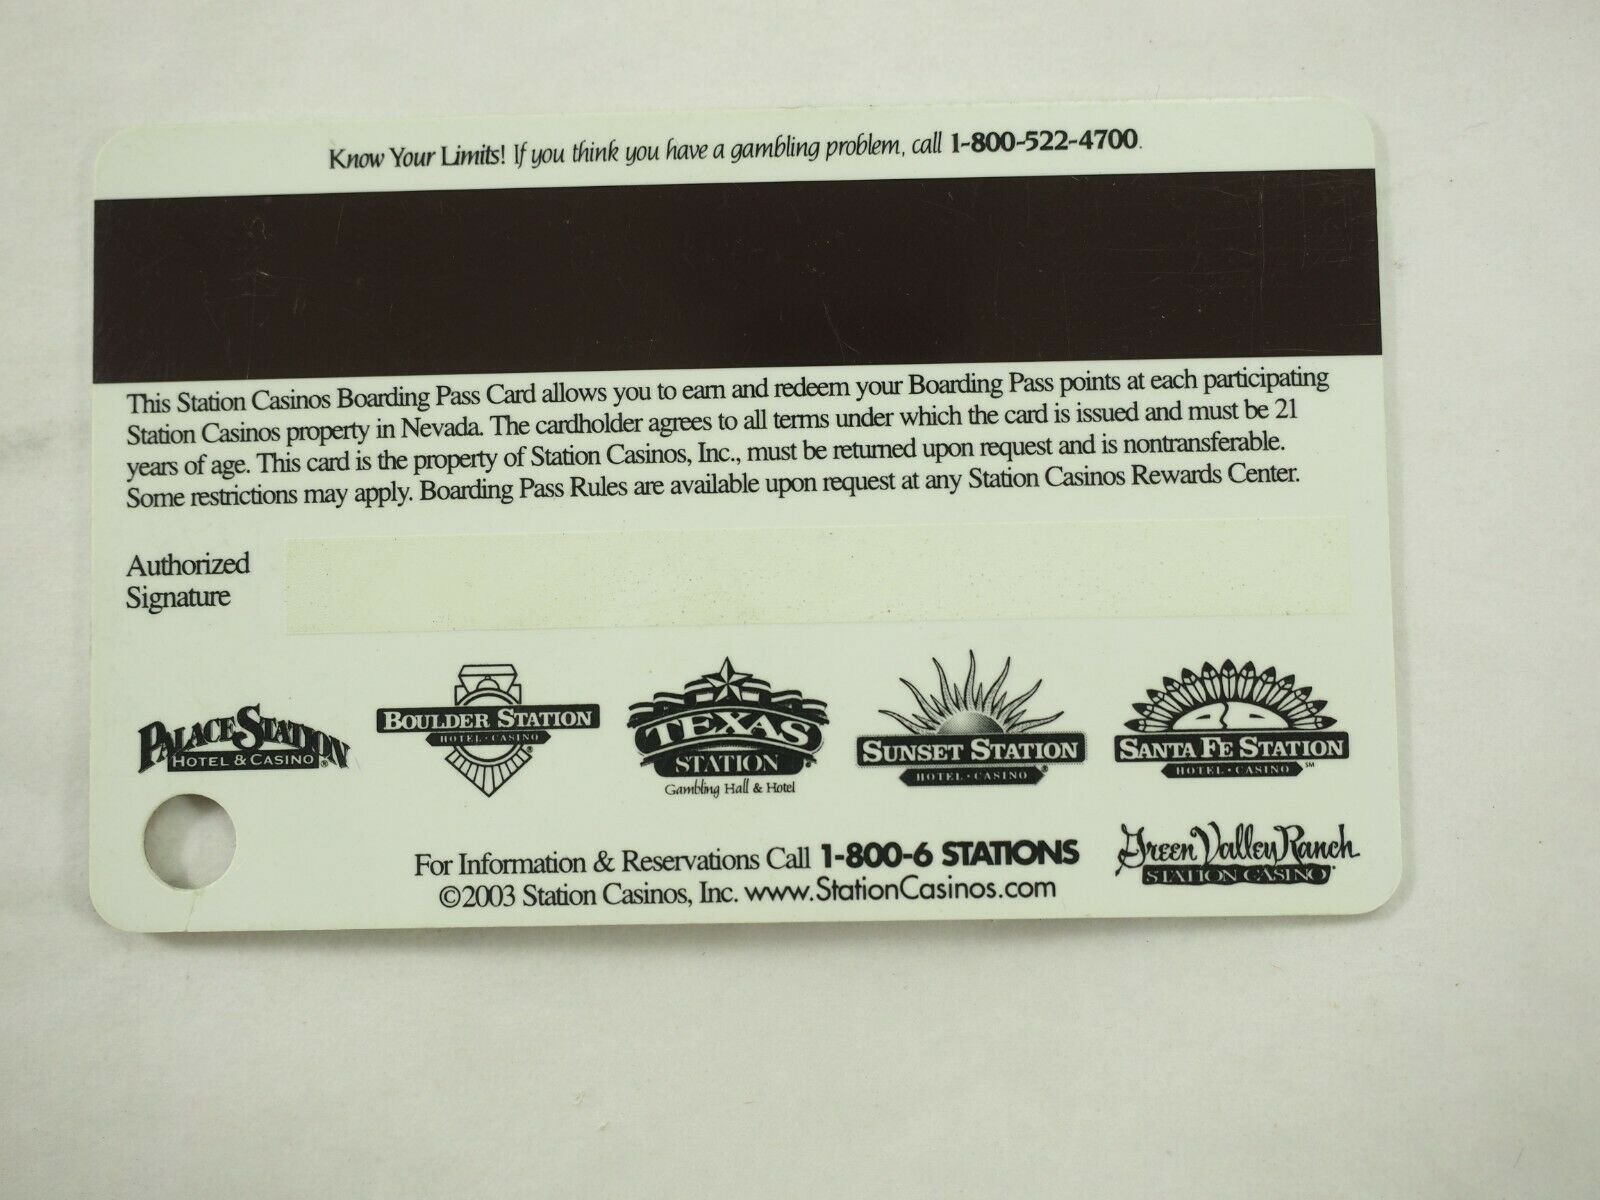 Know Your Limits! If you think you have a gambling problem, call 1-800-522-4700.
This Station Casinos Boarding Pass Card allows you to earn and redeem your Boarding Pass points at each participating
Station Casinos property in Nevada. The cardholder agrees to all terms under which the card is issued and must be 21
years of age. This card is the property of Station Casinos, Inc., must be returned upon request and is nontransferable.
Some restrictions may apply. Boarding Pass Rules are available upon request at any Station Casinos Rewards Center.
Authorized
Signature
PALACE STATION
HOTEL & CASINO®
BOULDER STATION
HOTEL · CASINO®
TEXAS
STATION®
Gambling Hall & Hotel
SUNSET STATION
HOTEL · CASINO®
SANTA FE STATION
HOTEL · CASINO℠
Green Valley Ranch
STATION CASINO
For Information & Reservations Call 1-800-6 STATIONS
©2003 Station Casinos, Inc. www.StationCasinos.com